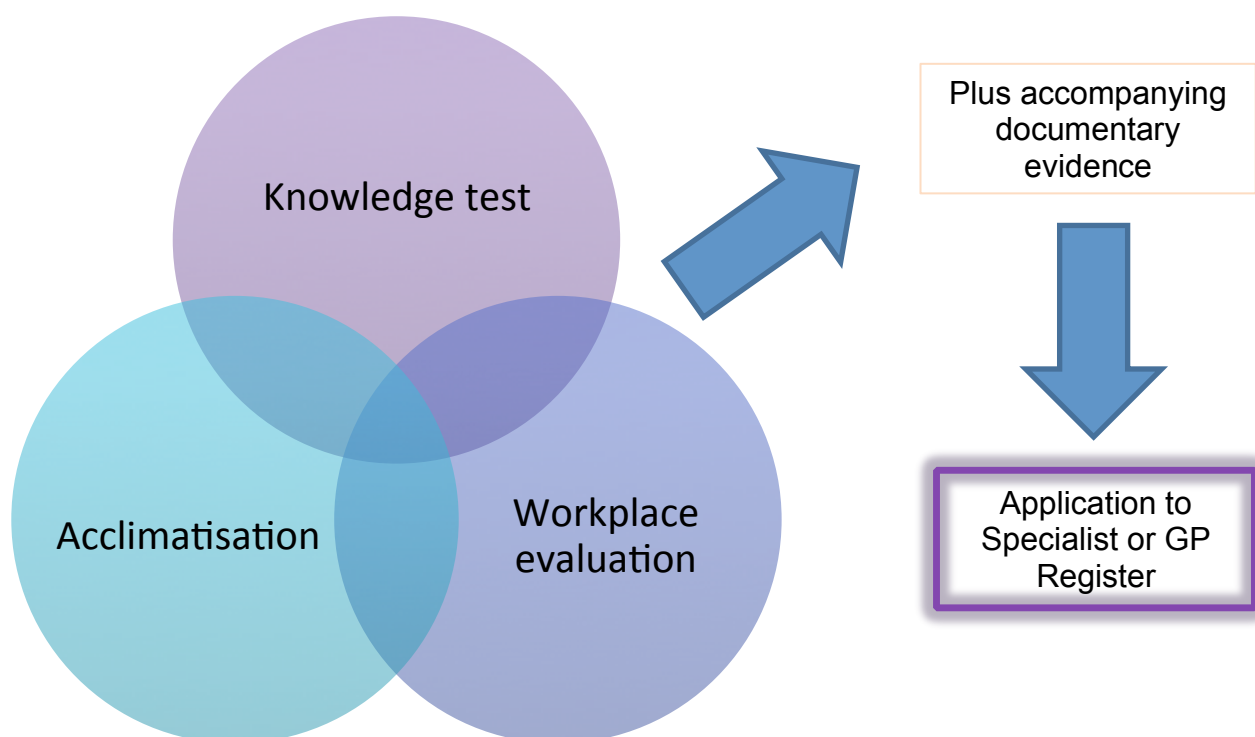 Knowledge test
Acclimatisation
Workplace
evaluation
Plus accompanying
documentary
evidence
Application to
Specialist or GP
Register